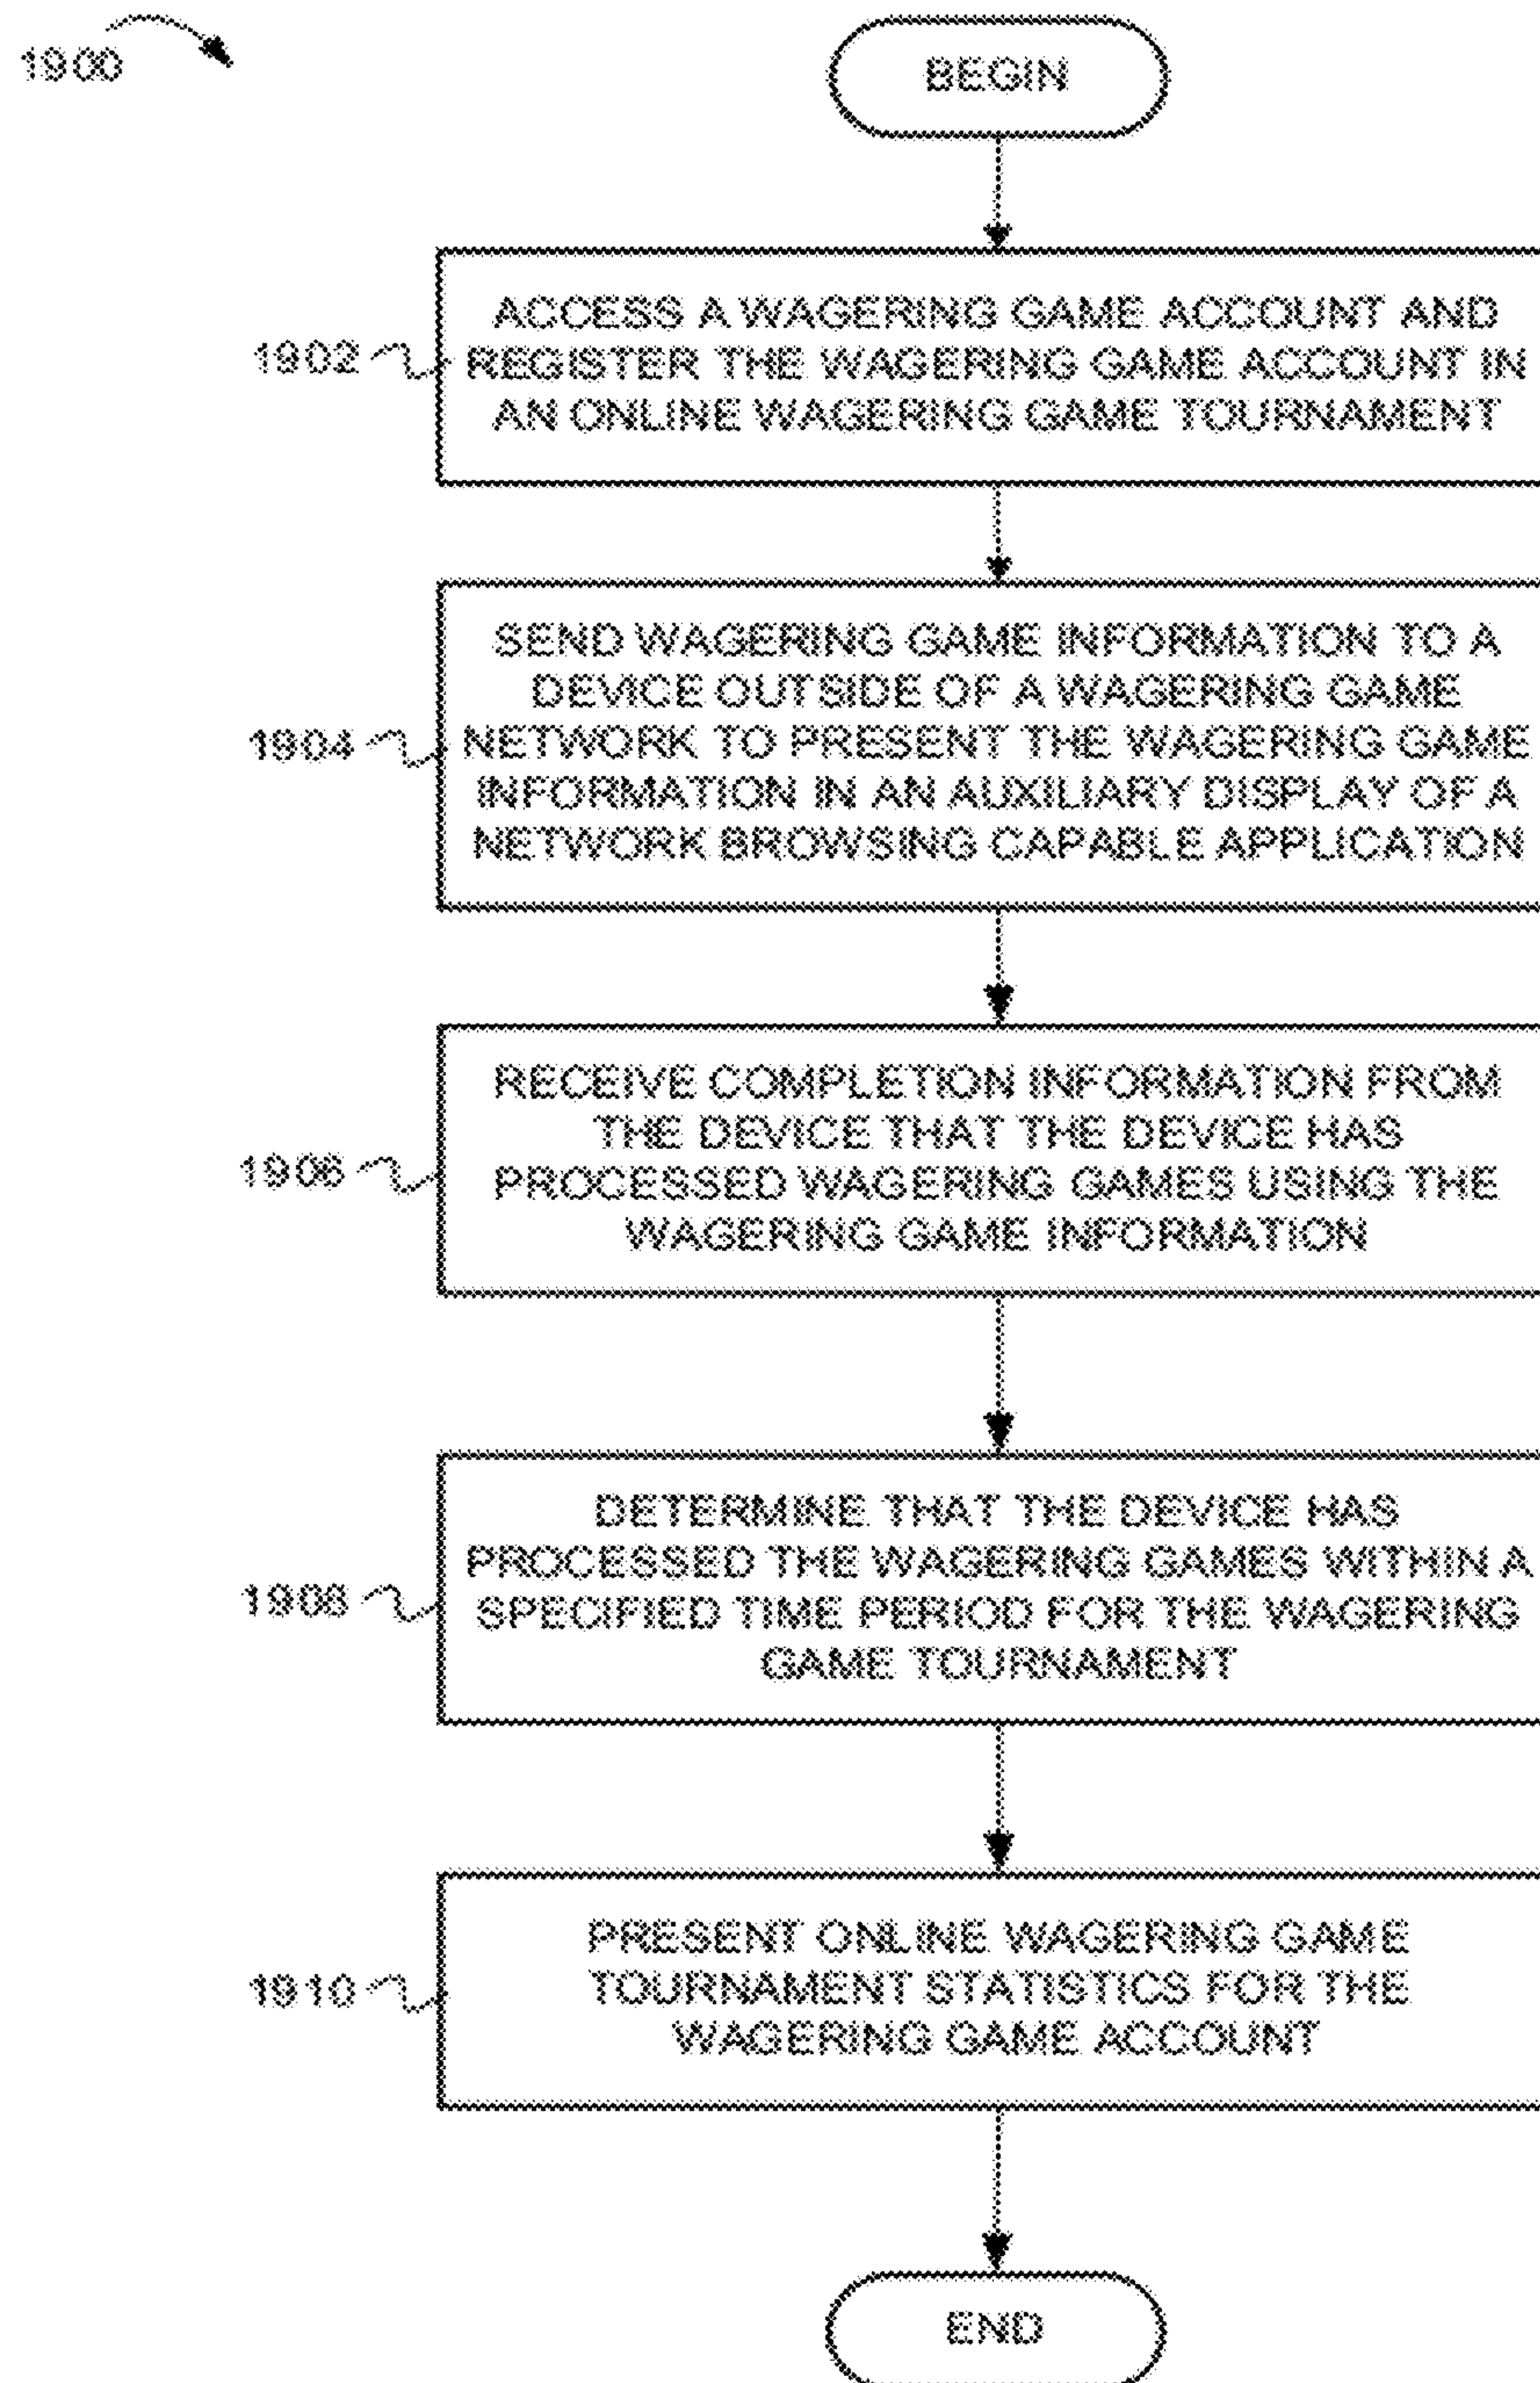 1900
BEGIN
1902
ACCESS A WAGERING GAME ACCOUNT AND
REGISTER THE WAGERING GAME ACCOUNT IN
AN ONLINE WAGERING GAME TOURNAMENT
1904
SEND WAGERING GAME INFORMATION TO A
DEVICE OUTSIDE OF A WAGERING GAME
NETWORK TO PRESENT THE WAGERING GAME
INFORMATION IN AN AUXILIARY DISPLAY OF A
NETWORK BROWSING CAPABLE APPLICATION
1906
RECEIVE COMPLETION INFORMATION FROM
THE DEVICE THAT THE DEVICE HAS
PROCESSED WAGERING GAMES USING THE
WAGERING GAME INFORMATION
1908
DETERMINE THAT THE DEVICE HAS
PROCESSED THE WAGERING GAMES WITHIN A
SPECIFIED TIME PERIOD FOR THE WAGERING
GAME TOURNAMENT
1910
PRESENT ONLINE WAGERING GAME
TOURNAMENT STATISTICS FOR THE
WAGERING GAME ACCOUNT
END